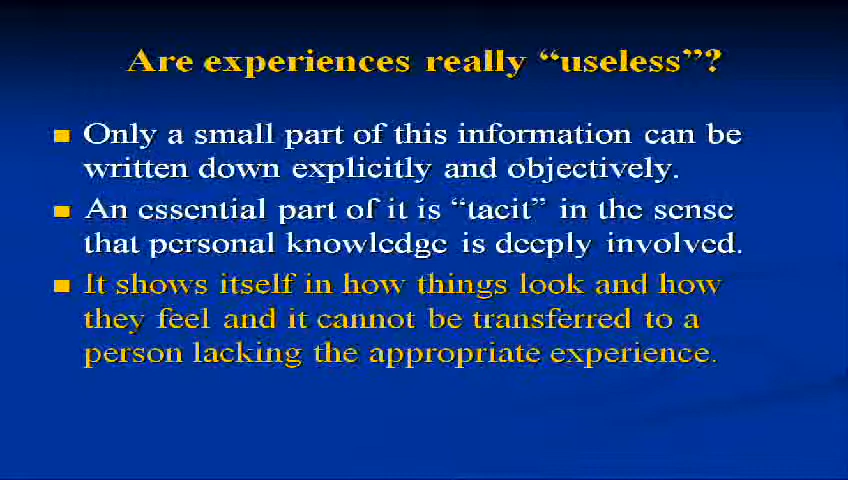 Are experiences really “useless”?
Only a small part of this information can be
written down explicitly and objectively.
An essential part of it is “tacit” in the sense
that personal knowledge is deeply involved.
It shows itself in how things look and how
they feel and it cannot be transferred to a
person lacking the appropriate experience.